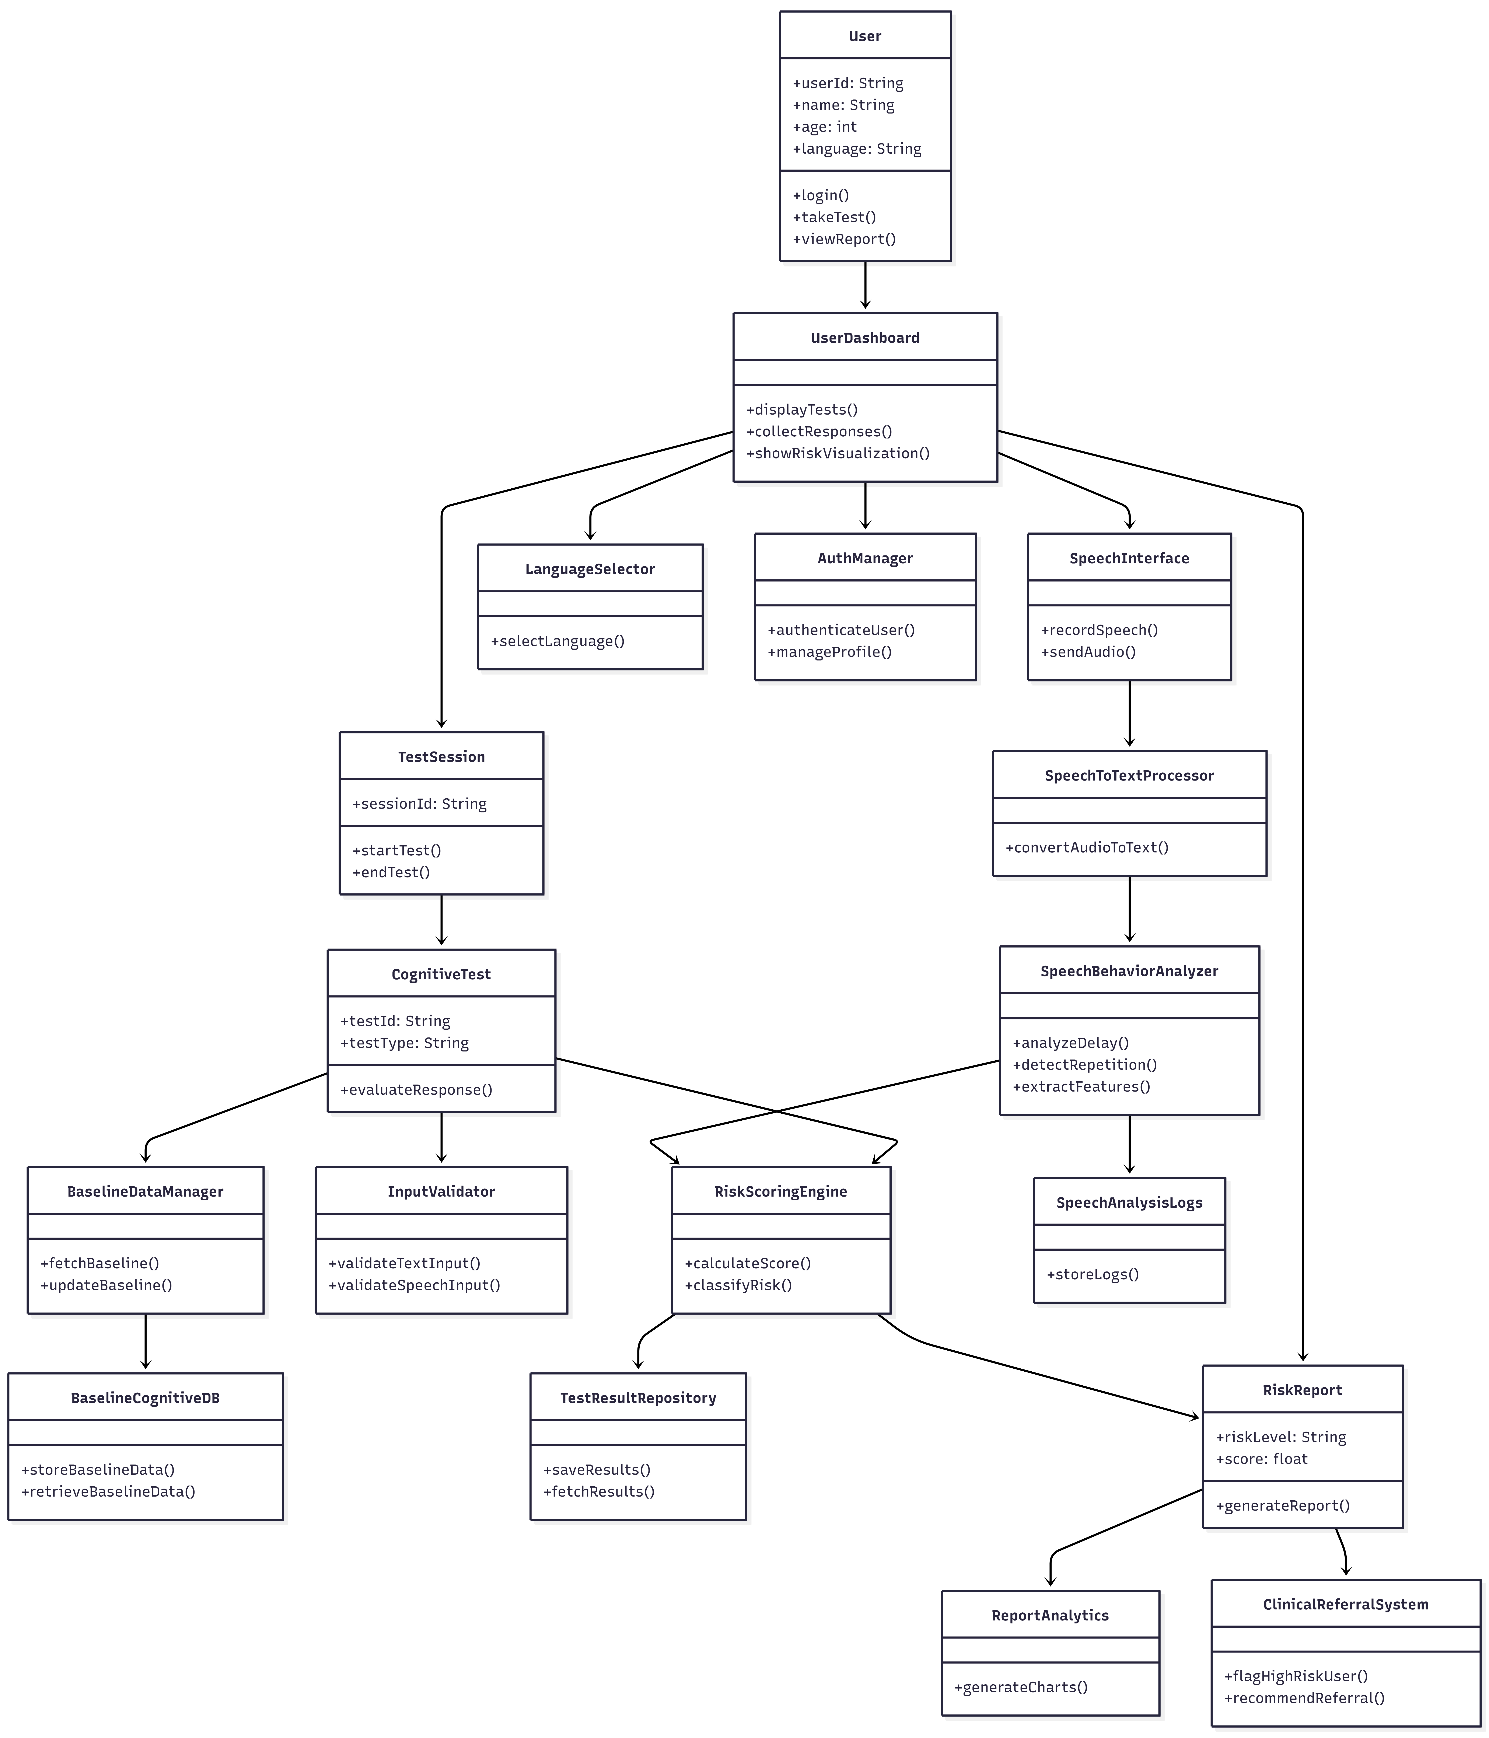 User
+userId: String
+name: String
+age: int
+language: String
+login()
+takeTest()
+viewReport()
UserDashboard
+displayTests()
+collectResponses()
+showRiskVisualization()
LanguageSelector
+selectLanguage()
AuthManager
+authenticateUser()
+manageProfile()
SpeechInterface
+recordSpeech()
+sendAudio()
TestSession
+sessionId: String
+startTest()
+endTest()
SpeechToTextProcessor
+convertAudioToText()
CognitiveTest
+testId: String
+testType: String
+evaluateResponse()
SpeechBehaviorAnalyzer
+analyzeDelay()
+detectRepetition()
+extractFeatures()
BaselineDataManager
+fetchBaseline()
+updateBaseline()
InputValidator
+validateTextInput()
+validateSpeechInput()
RiskScoringEngine
+calculateScore()
+classifyRisk()
SpeechAnalysisLogs
+storeLogs()
BaselineCognitiveDB
+storeBaselineData()
+retrieveBaselineData()
TestResultRepository
+saveResults()
+fetchResults()
RiskReport
+riskLevel: String
+score: float
+generateReport()
ReportAnalytics
+generateCharts()
ClinicalReferralSystem
+flagHighRiskUser()
+recommendReferral()